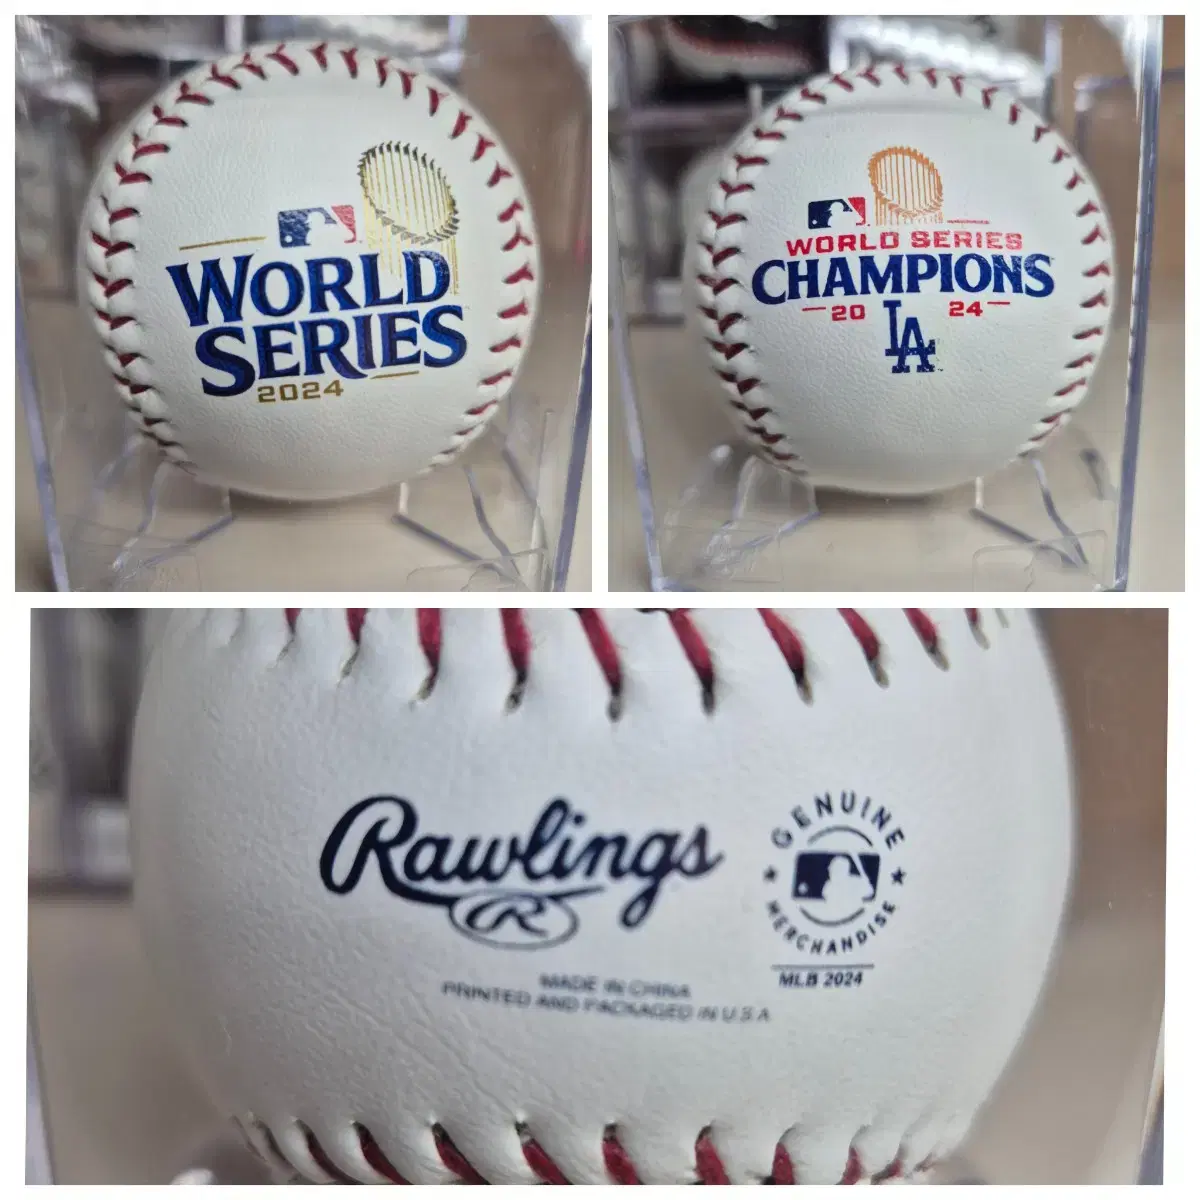 WORLD
SERIES
2024
WORLD SERIES
CHAMPIONS
20 24
LA
Rawlings
R
MADE IN CHINA
PRINTED AND PACKAGED IN U.S.A
GENUINE
MERCHANDISE
MLB 2024